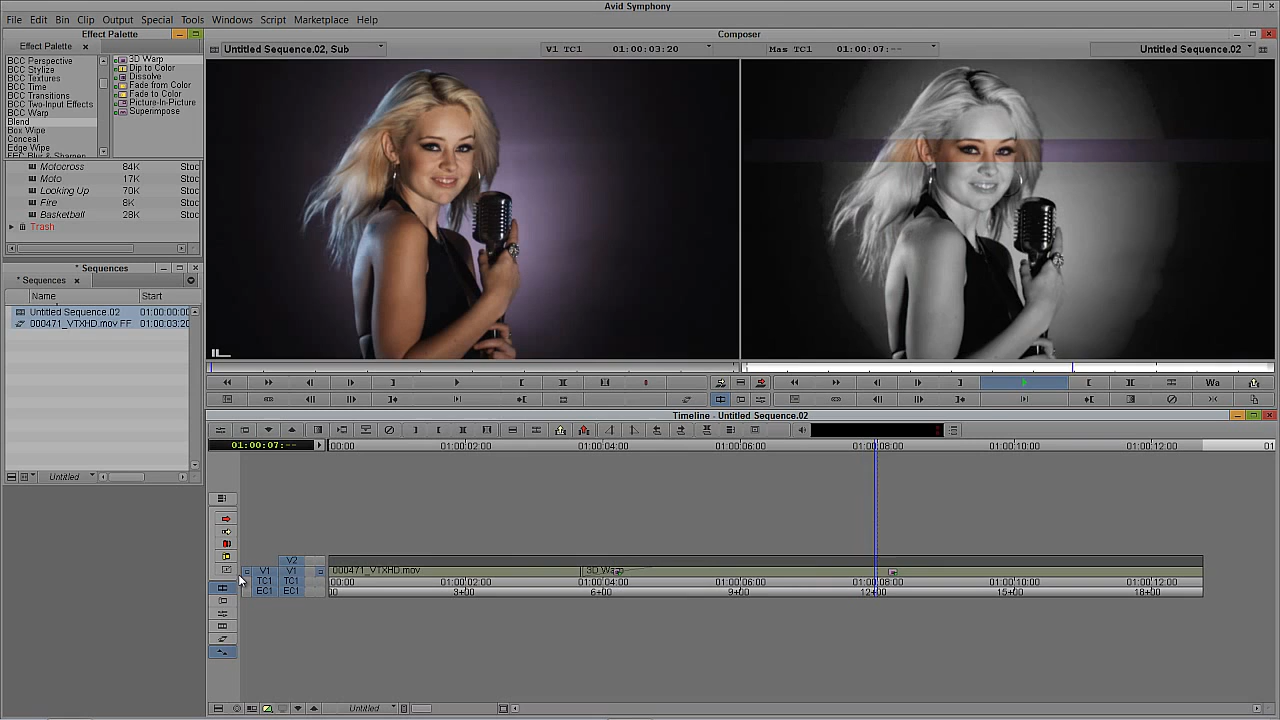 Avid Symphony
File Edit Bin Clip Output Special Tools Windows Script Marketplace Help
Effect Palette
Effect Palette x
BCC Perspective
BCC Stylize
BCC Textures
BCC Time
BCC Transitions
BCC Two-Input Effects
BCC Warp
Blend
Box Wipe
Conceal
Edge Wipe
3D Warp
Dip to Color
Dissolve
Fade from Color
Fade to Color
Picture-In-Picture
Superimpose
Motocross 84K Stoc
Moto 17K Stoc
Looking Up 70K Stoc
Fire 8K Stoc
Basketball 28K Stoc
Trash
* Sequences
* Sequences x
Name Start
Untitled Sequence.02 01:00:00:00
000471_VTXHD.mov FF 01:00:03:20
Untitled
Composer
Untitled Sequence.02, Sub V1 TC1 01:00:03:20 Mas TC1 01:00:07:-- Untitled Sequence.02
Wa
Timeline - Untitled Sequence.02
01:00:07:-- 00:00 01:00:02:00 01:00:04:00 01:00:06:00 01:00:08:00 01:00:10:00 01:00:12:00 01
V2
V1 V1 000471_VTXHD.mov 3D Warp
TC1 TC1 00:00 01:00:02:00 01:00:04:00 01:00:06:00 01:00:08:00 01:00:10:00 01:00:12:00
EC1 EC1 3+00 6+00 9+00 12+00 15+00 18+00
Untitled